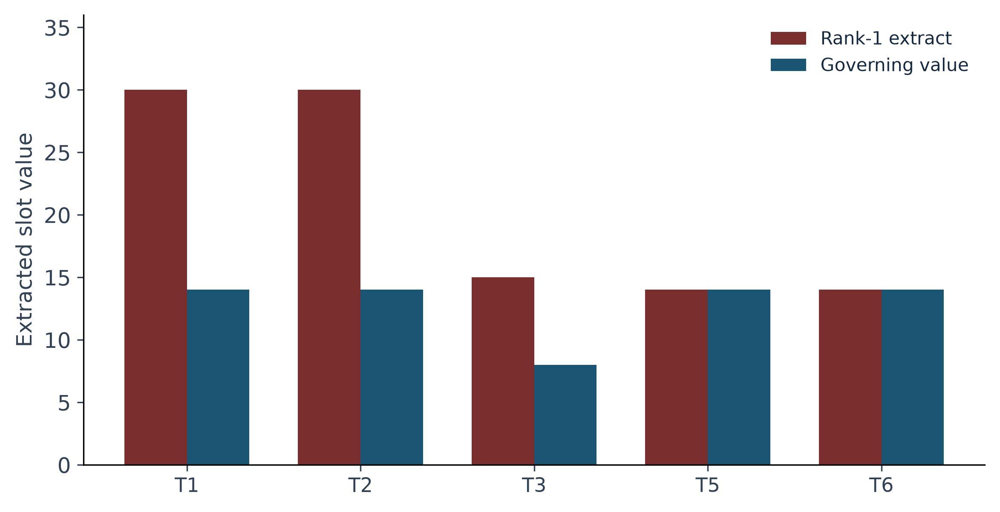 Extracted slot value
35
30
25
20
15
10
5
0
T1
T2
T3
T5
T6
Rank-1 extract
Governing value